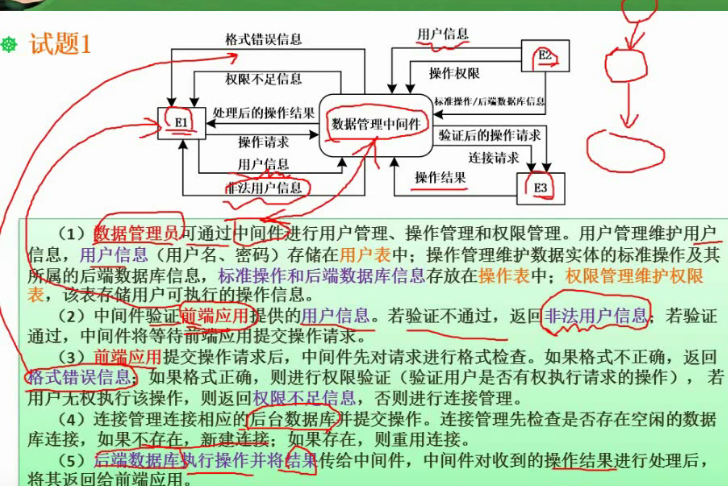 试题1
格式错误信息
用户信息
E2
权限不足信息
操作权限
标准操作/后端数据库信息
E1
处理后的操作结果
数据管理中间件
操作请求
验证后的操作请求
用户信息
连接请求
非法用户信息
操作结果
E3
(1)数据管理员可通过中间件进行用户管理、操作管理和权限管理。用户管理维护用户
信息，用户信息（用户名、密码）存储在用户表中；操作管理维护数据实体的标准操作及其
所属的后端数据库信息，标准操作和后端数据库信息存放在操作表中；权限管理维护权限
表，该表存储用户可执行的操作信息。
（2）中间件验证前端应用提供的用户信息。若验证不通过，返回非法用户信息；若验证
通过，中间件将等待前端应用提交操作请求。
（3）前端应用提交操作请求后，中间件先对请求进行格式检查。如果格式不正确，返回
格式错误信息；如果格式正确，则进行权限验证（验证用户是否有权执行请求的操作），若
用户无权执行该操作，则返回权限不足信息，否则进行连接管理。
（4）连接管理连接相应的后台数据库并提交操作。连接管理先检查是否存在空闲的数据
库连接，如果不存在，新建连接；如果存在，则重用连接。
（5）后端数据库执行操作并将结果传给中间件，中间件对收到的操作结果进行处理后，
将其返回给前端应用。